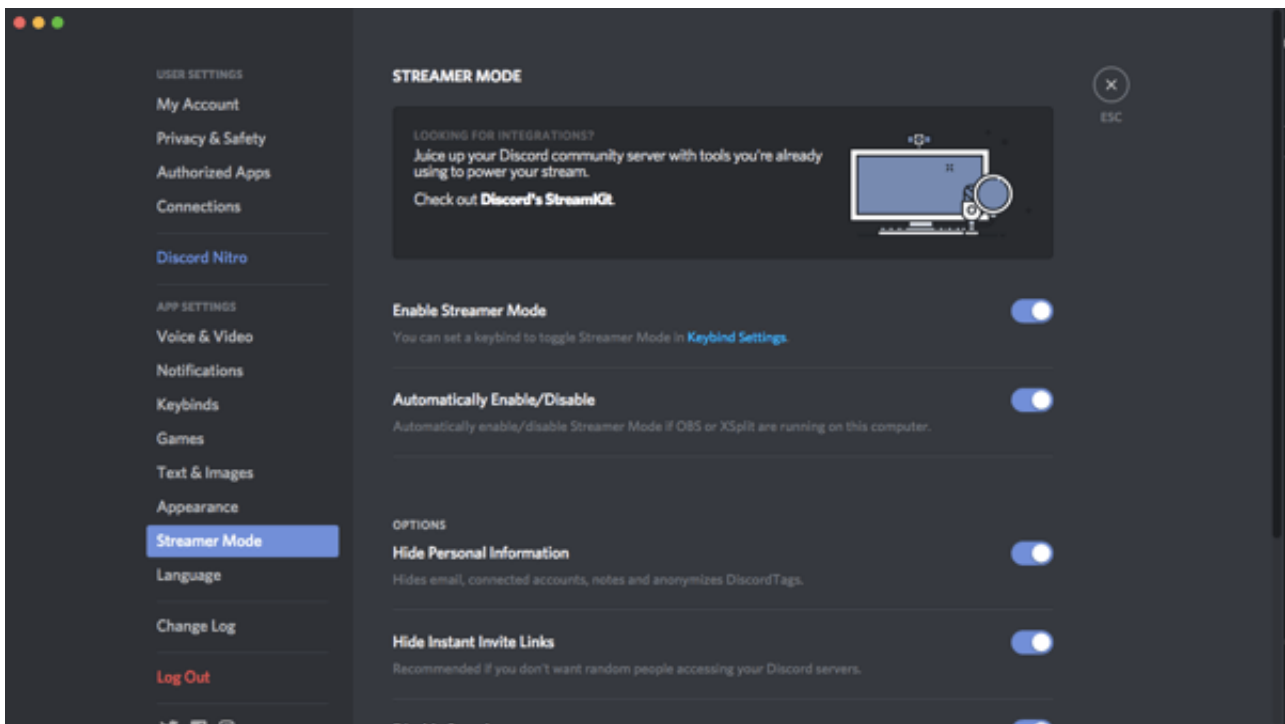 USER SETTINGS
My Account
Privacy & Safety
Authorized Apps
Connections
Discord Nitro
APP SETTINGS
Voice & Video
Notifications
Keybinds
Games
Text & Images
Appearance
Streamer Mode
Language
Change Log
Log Out
STREAMER MODE
ESC
LOOKING FOR INTEGRATIONS?
Juice up your Discord community server with tools you're already
using to power your stream.
Check out Discord's StreamKit.
Enable Streamer Mode
You can set a keybind to toggle Streamer Mode in Keybind Settings.
Automatically Enable/Disable
Automatically enable/disable Streamer Mode if OBS or XSplit are running on this computer.
OPTIONS
Hide Personal Information
Hides email, connected accounts, notes and anonymizes DiscordTags.
Hide Instant Invite Links
Recommended if you don't want random people accessing your Discord servers.